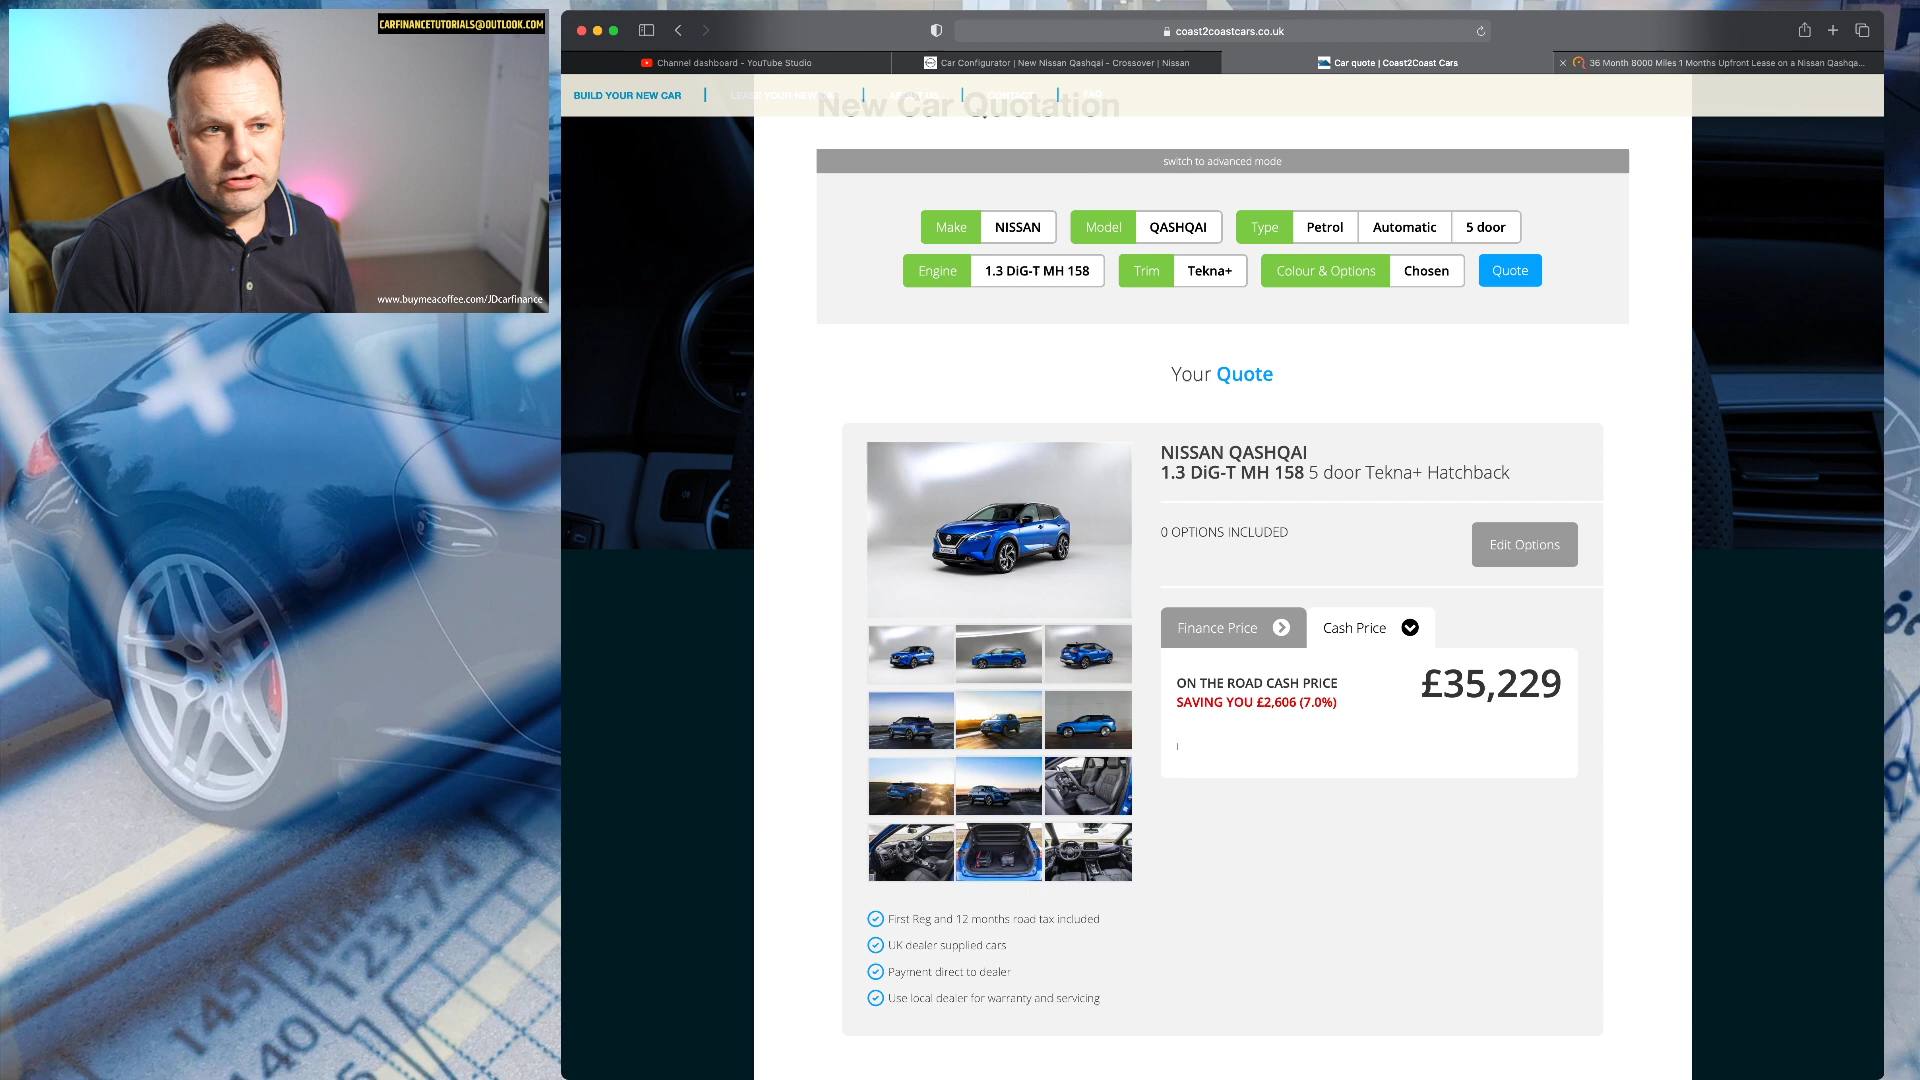 CARFINANCETUTORIALS@OUTLOOK.COM
www.buymeacoffee.com/JDcarfinance
coast2coastcars.co.uk
Channel dashboard - YouTube Studio
Car Configurator | New Nissan Qashqai - Crossover | Nissan
Car quote | Coast2Coast Cars
36 Month 8000 Miles 1 Months Upfront Lease on a Nissan Qashqa...
BUILD YOUR NEW CAR
CONTACT
FAQ
New Car Quotation
switch to advanced mode
Make NISSAN Model QASHQAI Type Petrol Automatic 5 door
Engine 1.3 DiG-T MH 158 Trim Tekna+ Colour & Options Chosen Quote
Your Quote
NISSAN QASHQAI
1.3 DiG-T MH 158 5 door Tekna+ Hatchback
0 OPTIONS INCLUDED
Edit Options
Finance Price Cash Price
ON THE ROAD CASH PRICE £35,229
SAVING YOU £2,606 (7.0%)
First Reg and 12 months road tax included
UK dealer supplied cars
Payment direct to dealer
Use local dealer for warranty and servicing